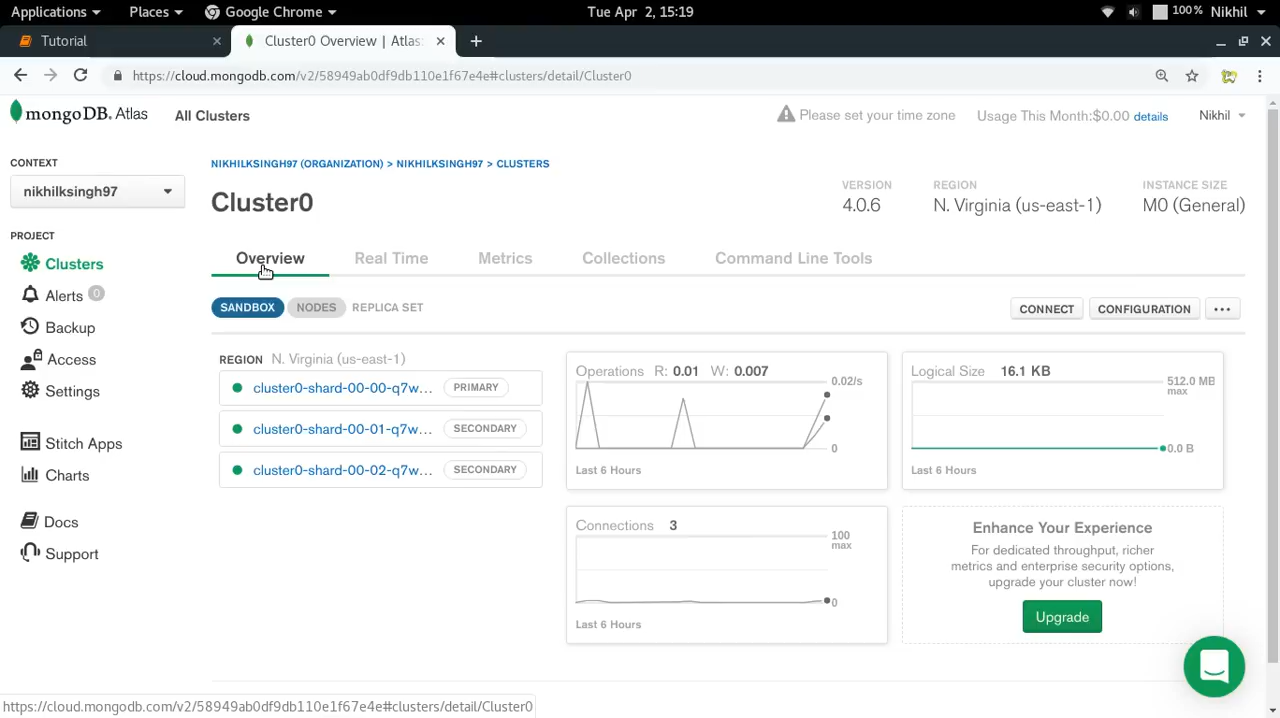 Applications Places Google Chrome Tue Apr 2, 15:19 100% Nikhil
Tutorial Cluster0 Overview | Atlas:
https://cloud.mongodb.com/v2/58949ab0df9db110e1f67e4e#clusters/detail/Cluster0
mongoDB. Atlas All Clusters Please set your time zone Usage This Month:$0.00 details Nikhil
CONTEXT
nikhilksingh97
PROJECT
Clusters
Alerts 0
Backup
Access
Settings
Stitch Apps
Charts
Docs
Support
NIKHILKSINGH97 (ORGANIZATION) > NIKHILKSINGH97 > CLUSTERS
Cluster0
VERSION
4.0.6
REGION
N. Virginia (us-east-1)
INSTANCE SIZE
M0 (General)
Overview Real Time Metrics Collections Command Line Tools
SANDBOX NODES REPLICA SET CONNECT CONFIGURATION ...
REGION N. Virginia (us-east-1)
cluster0-shard-00-00-q7w... PRIMARY
cluster0-shard-00-01-q7w... SECONDARY
cluster0-shard-00-02-q7w... SECONDARY
Operations R: 0.01 W: 0.007
0.02/s
0
Last 6 Hours
Logical Size 16.1 KB
512.0 MB
max
0.0 B
Last 6 Hours
Connections 3
100
max
0
Last 6 Hours
Enhance Your Experience
For dedicated throughput, richer
metrics and enterprise security options,
upgrade your cluster now!
Upgrade
https://cloud.mongodb.com/v2/58949ab0df9db110e1f67e4e#clusters/detail/Cluster0